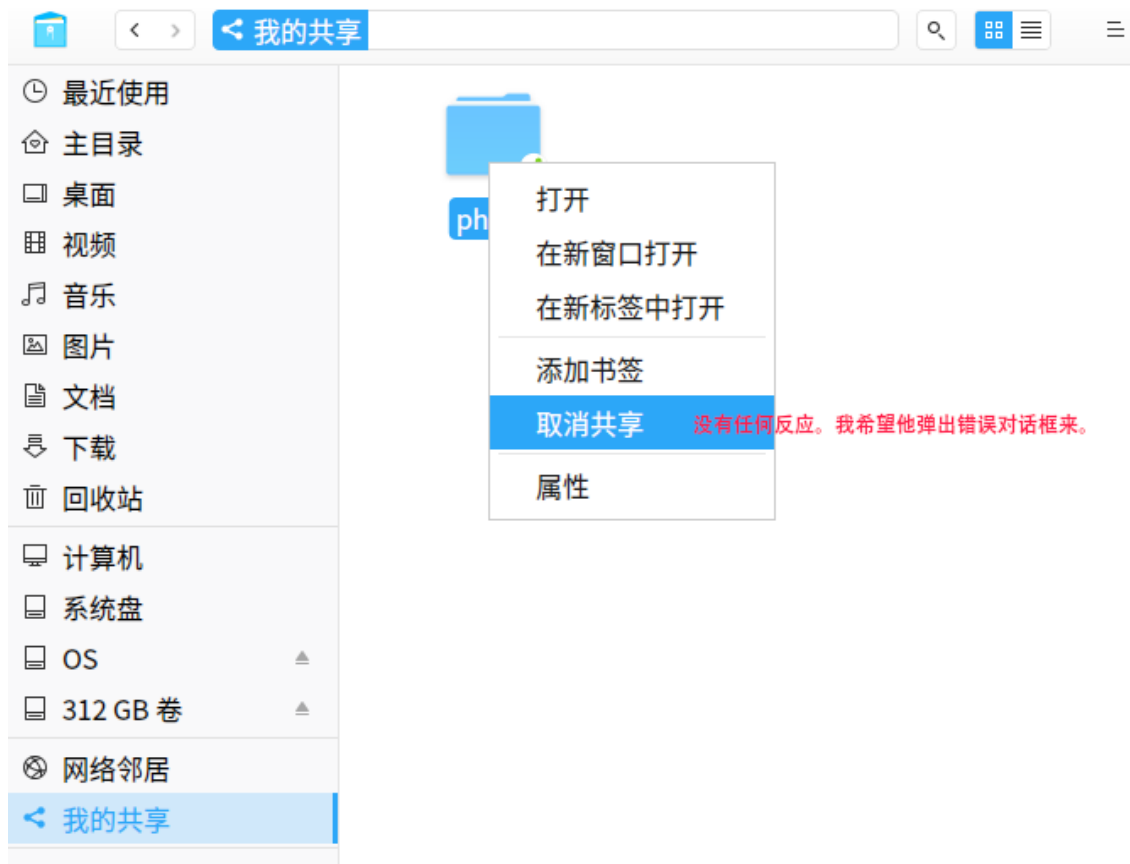 我的共享
最近使用
主目录
桌面
视频
音乐
图片
文档
下载
回收站
计算机
系统盘
OS
312 GB 卷
网络邻居
我的共享
ph
打开
在新窗口打开
在新标签中打开
添加书签
取消共享 没有任何反应。我希望他弹出错误对话框来。
属性